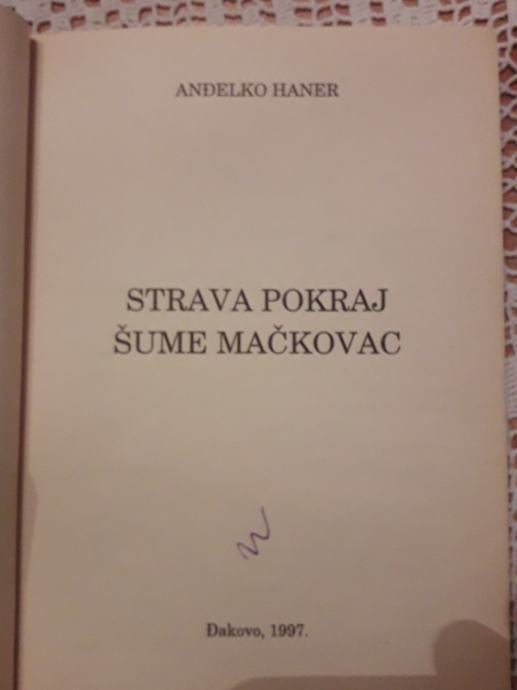 ANĐELKO HANER
STRAVA POKRAJ
ŠUME MAČKOVAC
Đakovo, 1997.